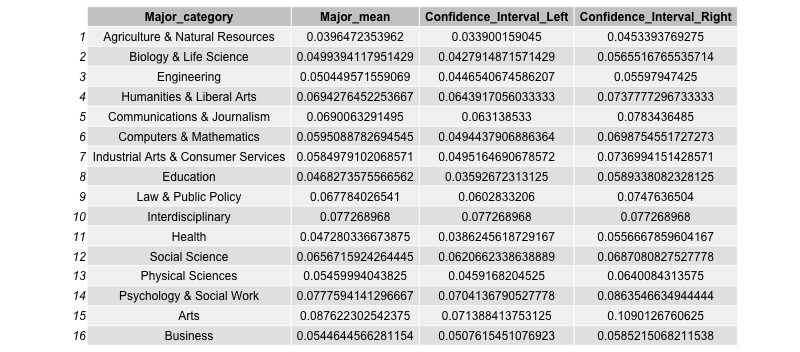 Major_category Major_mean Confidence_Interval_Left Confidence_Interval_Right
1 Agriculture & Natural Resources 0.0396472353962 0.033900159045 0.0453393769275
2 Biology & Life Science 0.0499394117951429 0.0427914871571429 0.0565516765535714
3 Engineering 0.050449571559069 0.0446540674586207 0.05597947425
4 Humanities & Liberal Arts 0.0694276452253667 0.0643917056033333 0.0737777296733333
5 Communications & Journalism 0.0690063291495 0.063138533 0.0783436485
6 Computers & Mathematics 0.0595088782694545 0.0494437906886364 0.0698754551727273
7 Industrial Arts & Consumer Services 0.0584979102068571 0.0495164690678572 0.0736994151428571
8 Education 0.0468273575566562 0.03592672313125 0.0589338082328125
9 Law & Public Policy 0.067784026541 0.0602833206 0.0747636504
10 Interdisciplinary 0.077268968 0.077268968 0.077268968
11 Health 0.047280336673875 0.0386245618729167 0.0556667859604167
12 Social Science 0.0656715924264445 0.0620662338638889 0.0687080827527778
13 Physical Sciences 0.05459994043825 0.0459168204525 0.0640084313575
14 Psychology & Social Work 0.0777594141296667 0.0704136790527778 0.0863546634944444
15 Arts 0.087622302542375 0.071388413753125 0.1090126760625
16 Business 0.0544644566281154 0.0507615451076923 0.0585215068211538